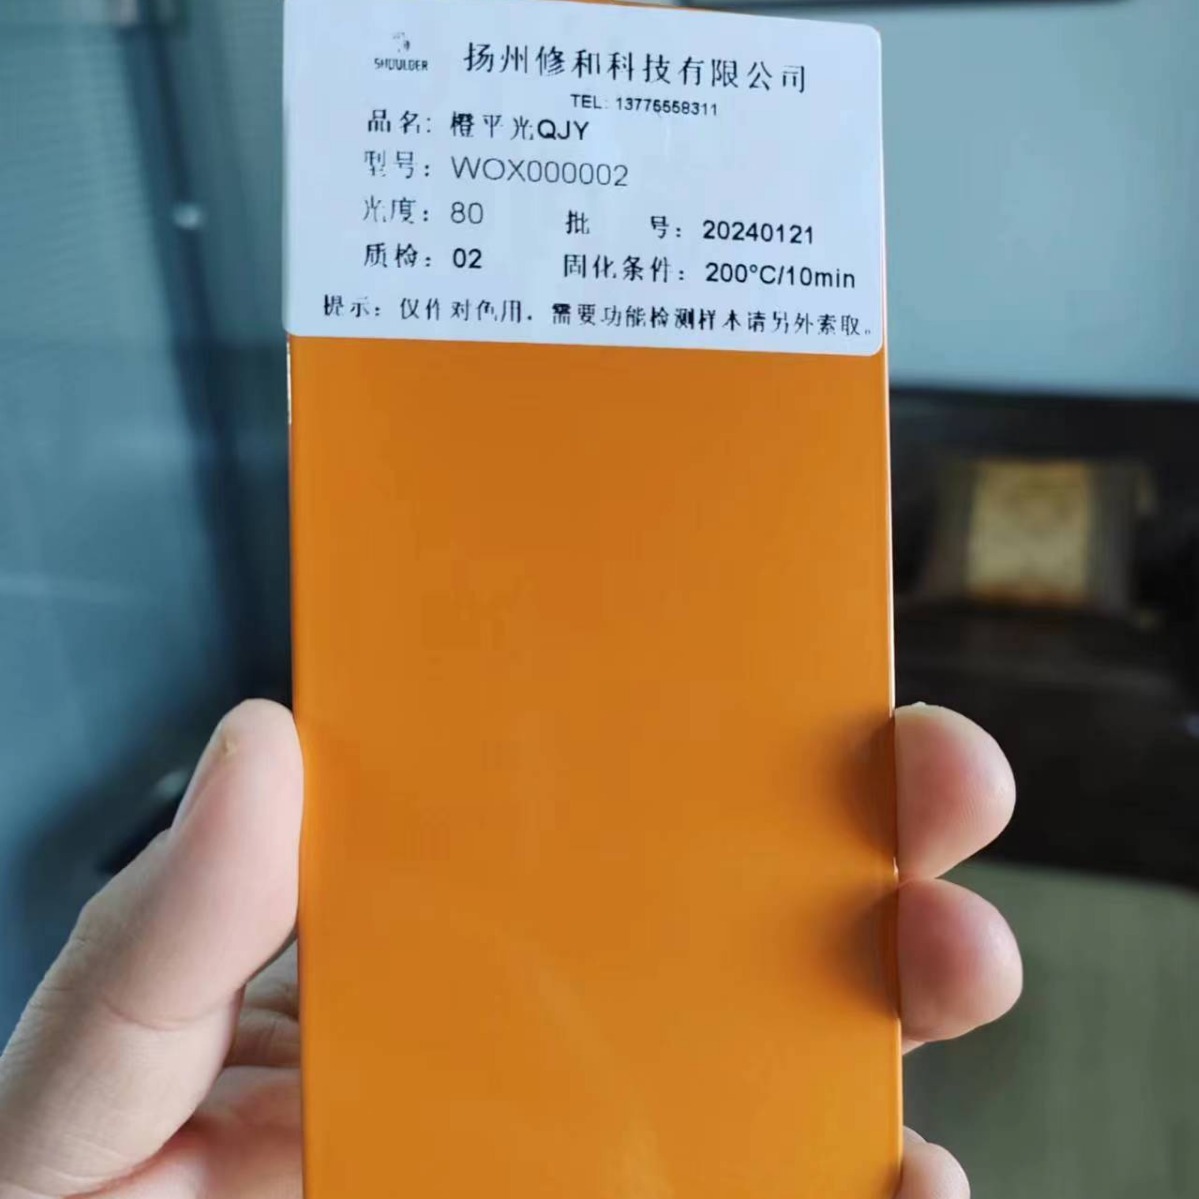 SHOULDER
扬州修和科技有限公司
TEL: 13775558311
品名: 橙平光QJY
型号: WOX000002
光度: 80 批 号: 20240121
质检: 02 固化条件: 200°C/10min
提示: 仅作对色用. 需要功能检测样本请另外索取。